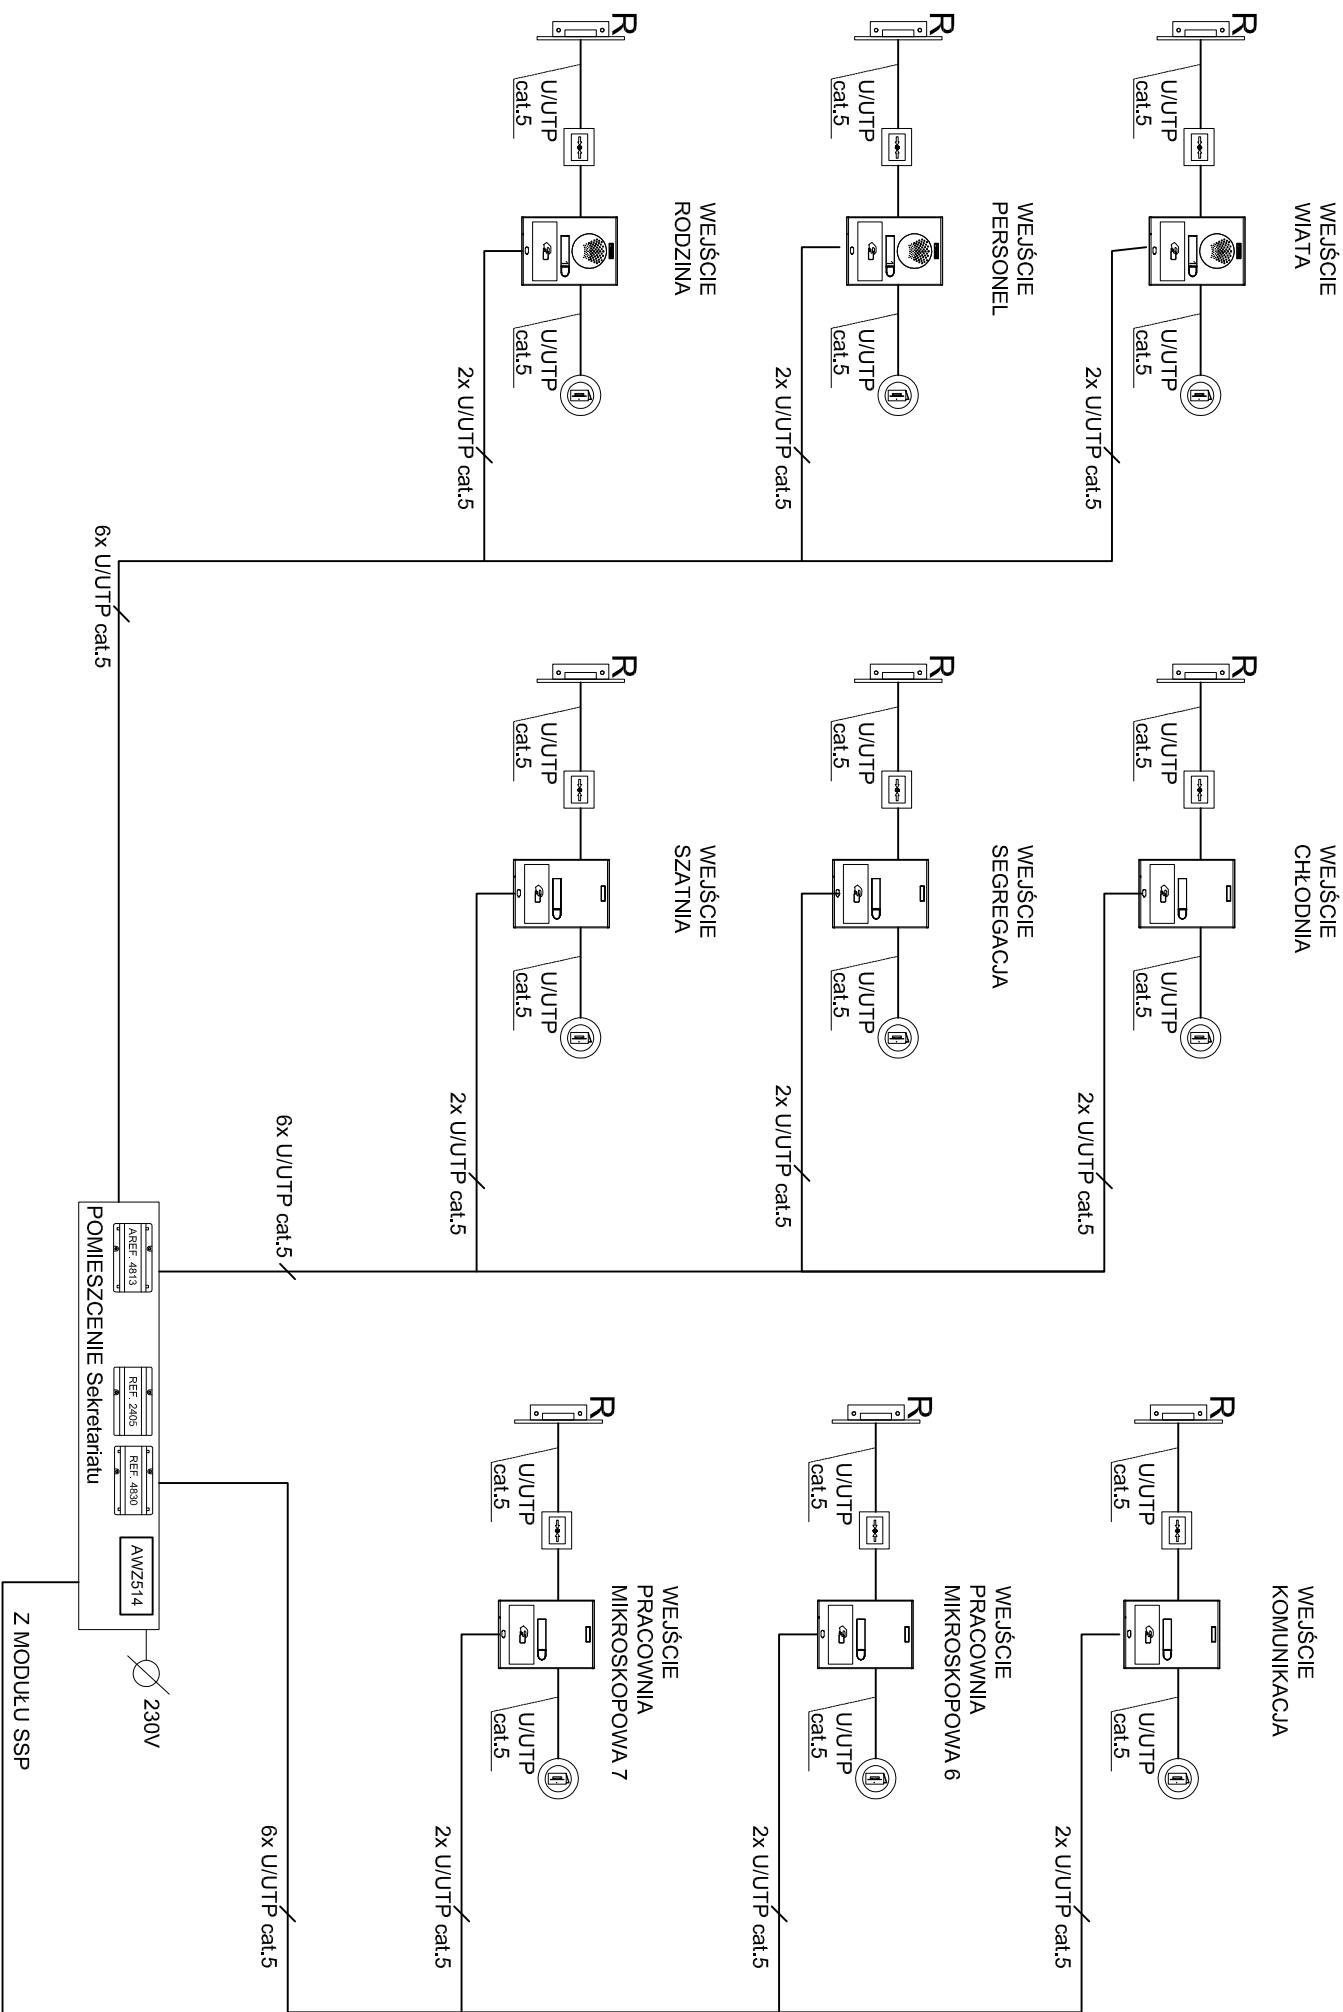 R
U/UTP
cat.5
WEJŚCIE
RODZINA
U/UTP
cat.5
2x U/UTP cat.5
R
U/UTP
cat.5
WEJŚCIE
PERSONEL
U/UTP
cat.5
2x U/UTP cat.5
R
U/UTP
cat.5
WEJŚCIE
WIATA
U/UTP
cat.5
2x U/UTP cat.5
6x U/UTP cat.5
R
U/UTP
cat.5
WEJŚCIE
SZATNIA
U/UTP
cat.5
2x U/UTP cat.5
R
U/UTP
cat.5
WEJŚCIE
SEGREGACJA
U/UTP
cat.5
2x U/UTP cat.5
R
U/UTP
cat.5
WEJŚCIE
CHŁODNIA
U/UTP
cat.5
2x U/UTP cat.5
6x U/UTP cat.5
R
U/UTP
cat.5
WEJŚCIE
PRACOWNIA
MIKROSKOPOWA 7
U/UTP
cat.5
2x U/UTP cat.5
R
U/UTP
cat.5
WEJŚCIE
PRACOWNIA
MIKROSKOPOWA 6
U/UTP
cat.5
2x U/UTP cat.5
R
U/UTP
cat.5
WEJŚCIE
KOMUNIKACJA
U/UTP
cat.5
2x U/UTP cat.5
6x U/UTP cat.5
AREF. 4813
REF. 2405
REF. 4830
AWZ514
POMIESZCENIE Sekretariatu
230V
Z MODUŁU SSP